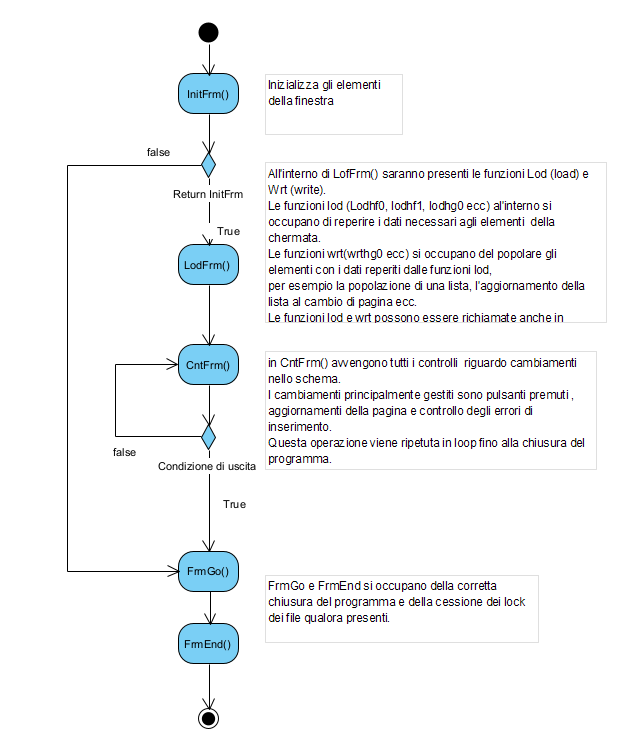 InitFrm()
Inizializza gli elementi
della finestra
false
Return InitFrm
True
All'interno di LofFrm() saranno presenti le funzioni Lod (load) e
Wrt (write).
Le funzioni lod (Lodhf0, lodhf1, lodhg0 ecc) al'interno si
occupano di reperire i dati necessari agli elementi della
chermata.
Le funzioni wrt(wrthg0 ecc) si occupano del popolare gli
elementi con i dati reperiti dalle funzioni lod,
per esempio la popolazione di una lista, l'aggiornamento della
lista al cambio di pagina ecc.
Le funzioni lod e wrt possono essere richiamate anche in
LodFrm()
CntFrm()
in CntFrm() avvengono tutti i controlli riguardo cambiamenti
nello schema.
I cambiamenti principalmente gestiti sono pulsanti premuti ,
aggiornamenti della pagina e controllo degli errori di
inserimento.
Questa operazione viene ripetuta in loop fino alla chiusura del
programma.
false
Condizione di uscita
True
FrmGo()
FrmGo e FrmEnd si occupano della corretta
chiusura del programma e della cessione dei lock
dei file qualora presenti.
FrmEnd()